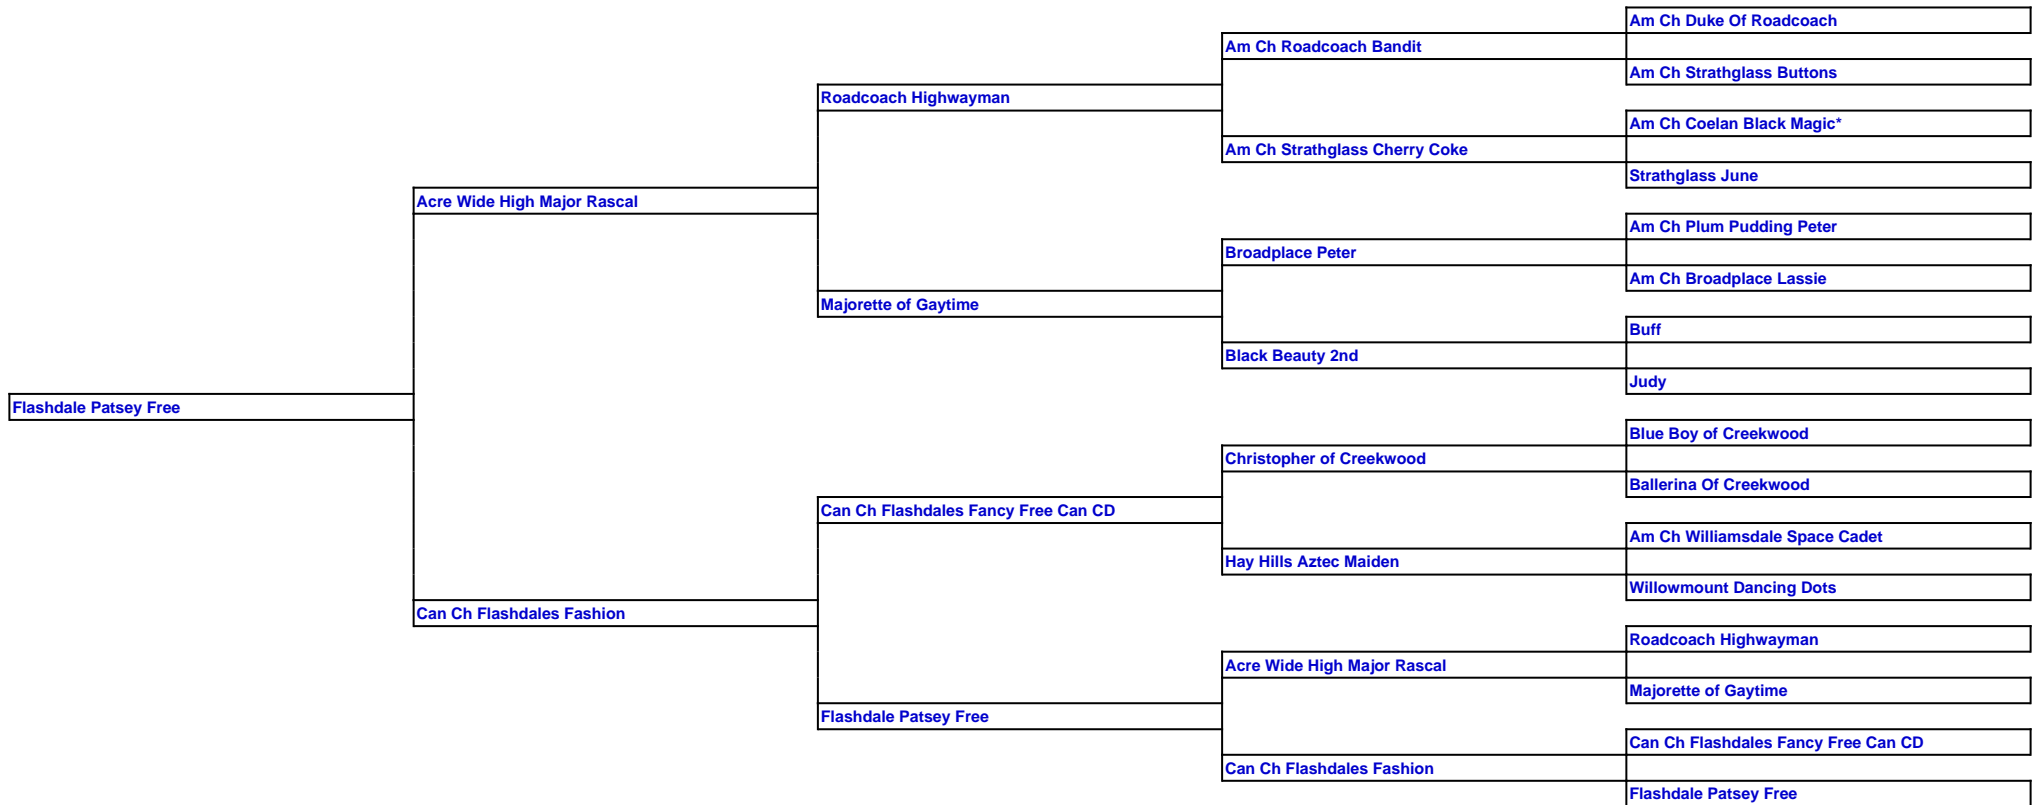 Am Ch Duke Of Roadcoach
Am Ch Roadcoach Bandit
Am Ch Strathglass Buttons
Roadcoach Highwayman
Am Ch Coelan Black Magic*
Am Ch Strathglass Cherry Coke
Strathglass June
Acre Wide High Major Rascal
Am Ch Plum Pudding Peter
Broadplace Peter
Am Ch Broadplace Lassie
Majorette of Gaytime
Buff
Black Beauty 2nd
Judy
Flashdale Patsey Free
Blue Boy of Creekwood
Christopher of Creekwood
Ballerina Of Creekwood
Can Ch Flashdales Fancy Free Can CD
Am Ch Williamsdale Space Cadet
Hay Hills Aztec Maiden
Willowmount Dancing Dots
Can Ch Flashdales Fashion
Roadcoach Highwayman
Acre Wide High Major Rascal
Majorette of Gaytime
Flashdale Patsey Free
Can Ch Flashdales Fancy Free Can CD
Can Ch Flashdales Fashion
Flashdale Patsey Free